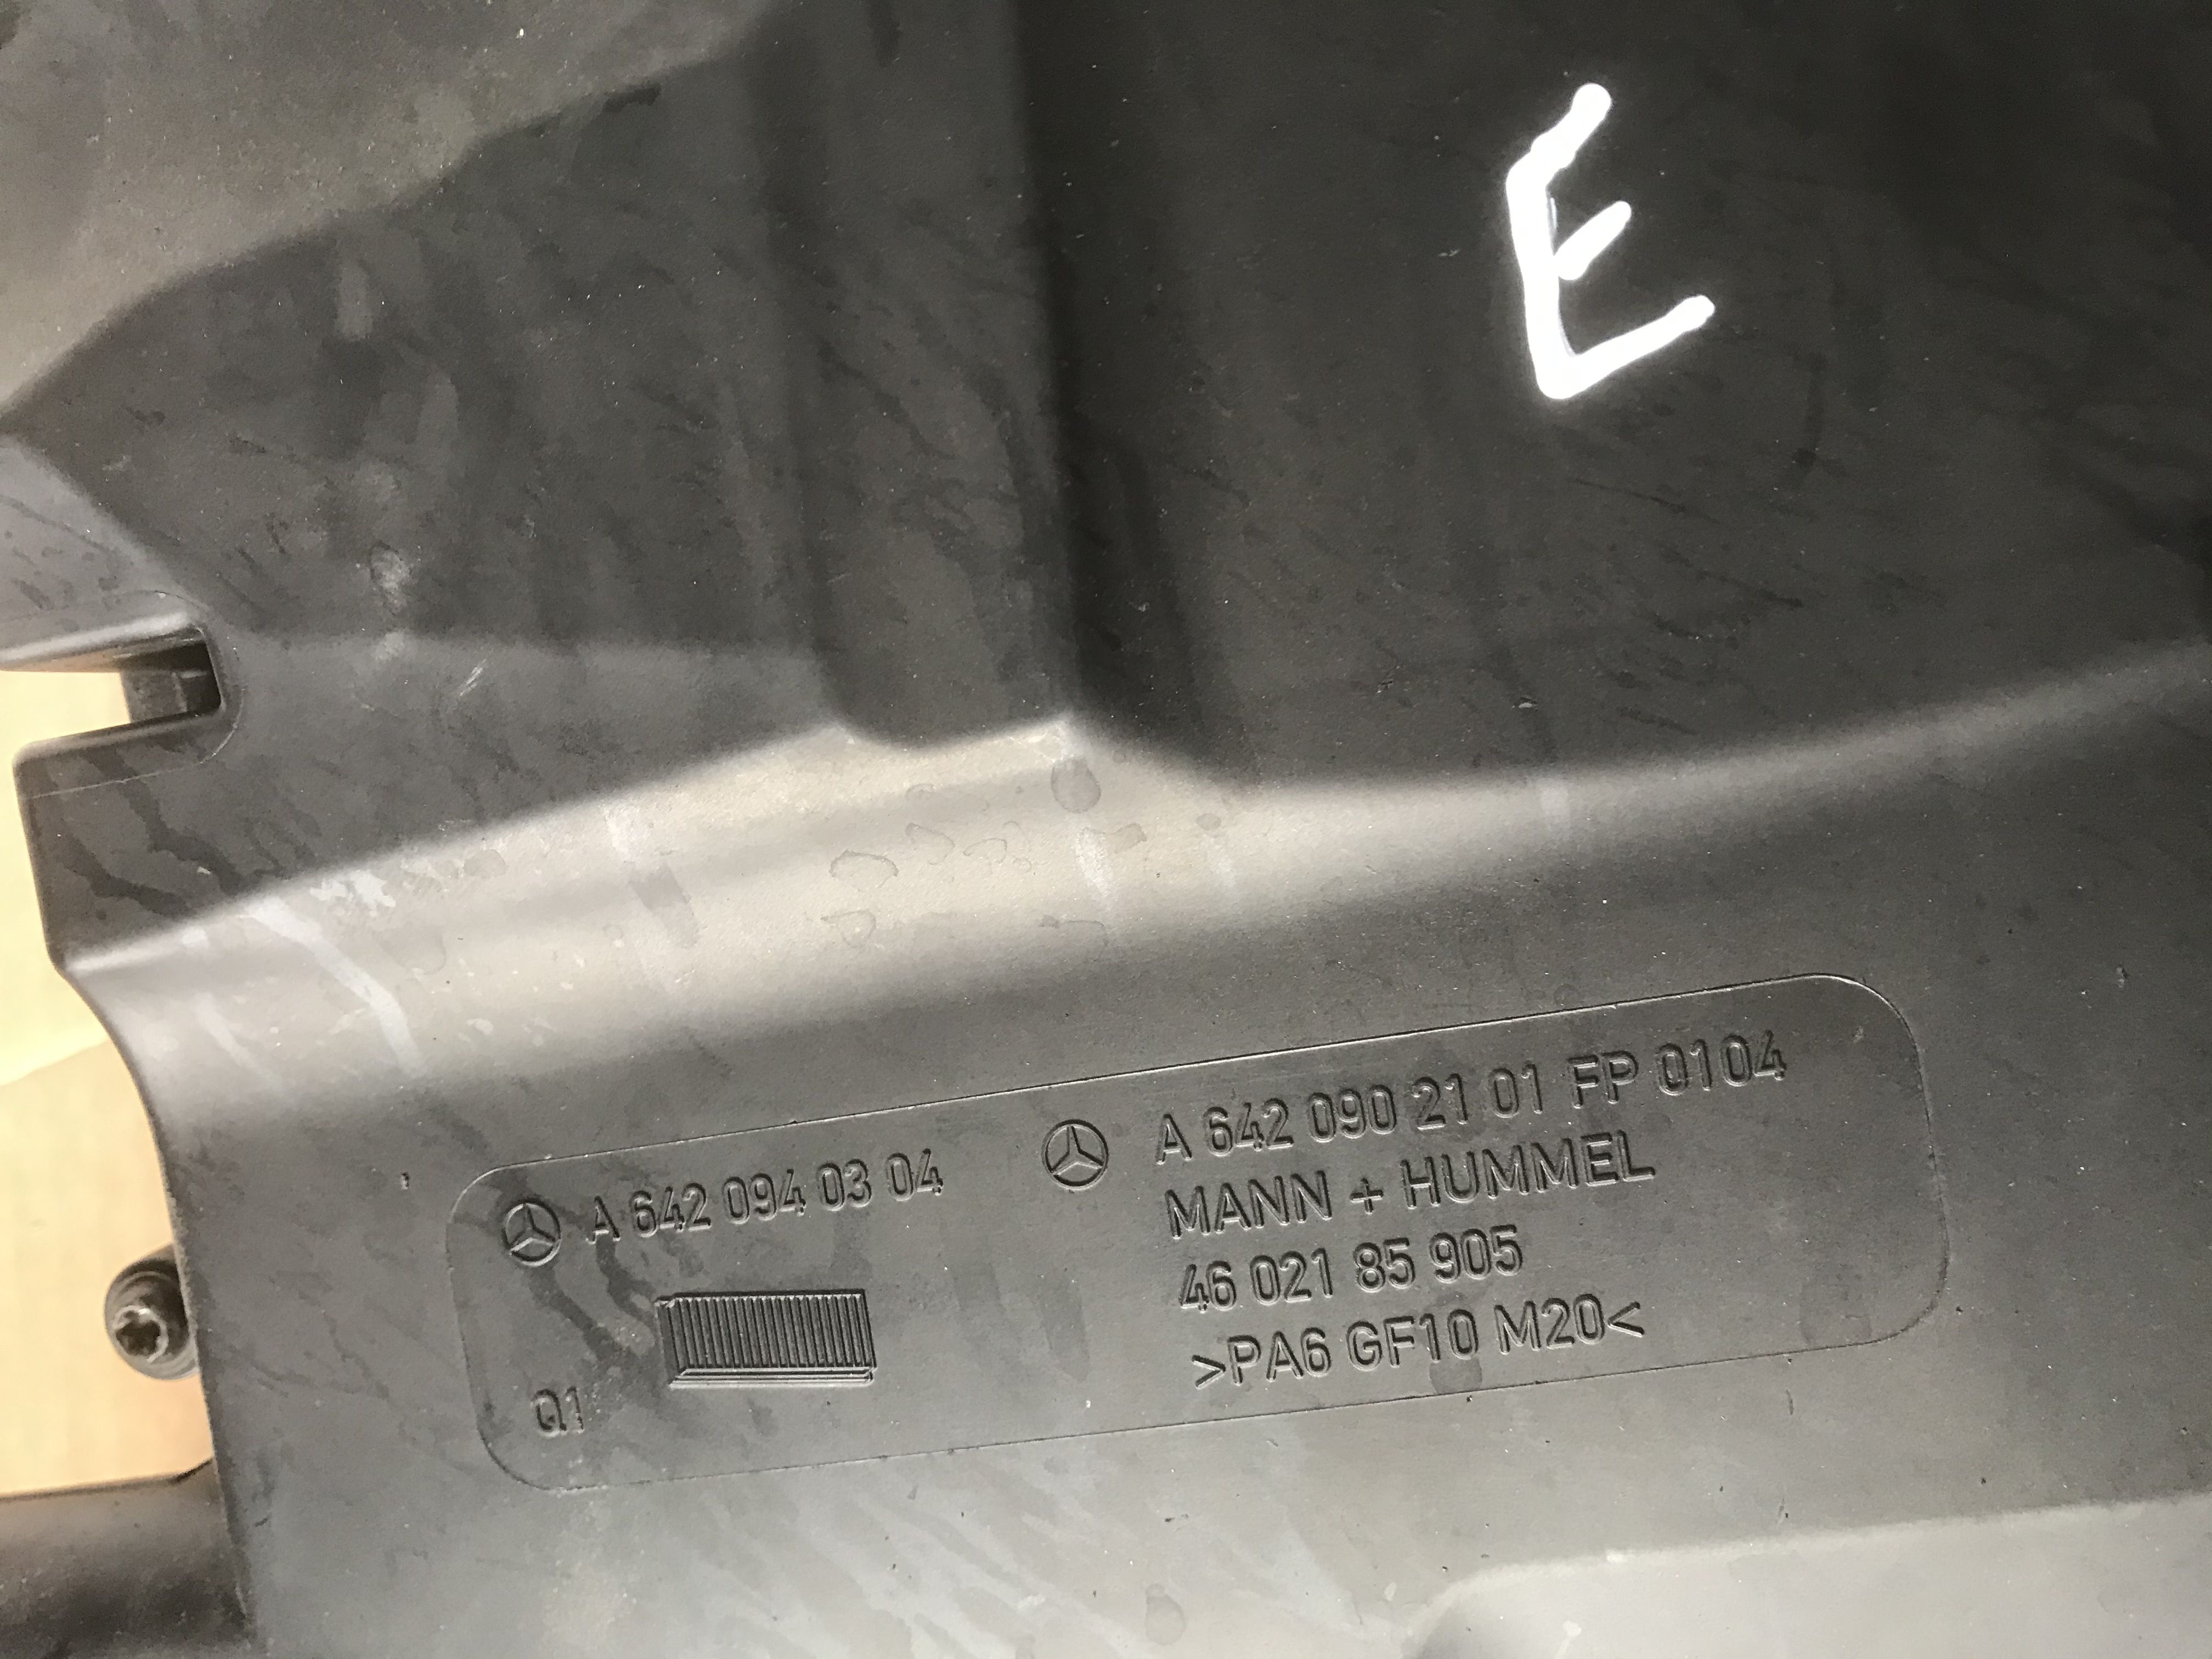 E
A 642 094 03 04
Q1
A 642 090 21 01 FP 0104
MANN + HUMMEL
46 021 85 905
>PA6 GF10 M20<